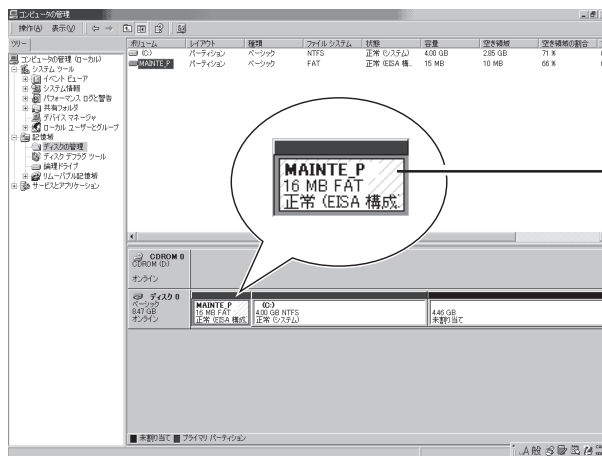 コンピュータの管理
操作(A) 表示(V)
ツリー
コンピュータの管理 (ローカル)
システム ツール
イベント ビューア
システム情報
パフォーマンス ログと警告
共有フォルダ
デバイス マネージャ
ローカル ユーザーとグループ
記憶域
ディスクの管理
ディスク デフラグ ツール
論理ドライブ
リムーバブル記憶域
サービスとアプリケーション
ボリューム レイアウト 種類 ファイル システム 状態 容量 空き領域 空き領域の割合
(C:) パーティション ベーシック NTFS 正常 (システム) 4.00 GB 2.85 GB 71 %
MAINTE_P パーティション ベーシック FAT 正常 (EISA 構... 15 MB 10 MB 66 %
MAINTE_P
16 MB FAT
正常 (EISA 構成
CDROM 0
CDROM (D:)
オンライン
ディスク 0
ベーシック
8.47 GB
オンライン
MAINTE_P
16 MB FAT
正常 (EISA 構成
(C:)
4.00 GB NTFS
正常 (システム)
4.46 GB
未割り当て
未割り当て プライマリ パーティション
A 般